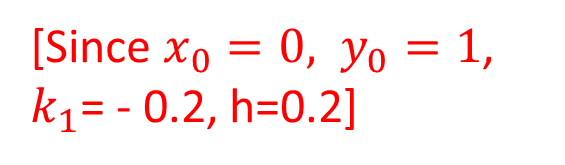 [Since x₀ = 0, y₀ = 1,
k₁= - 0.2, h=0.2]